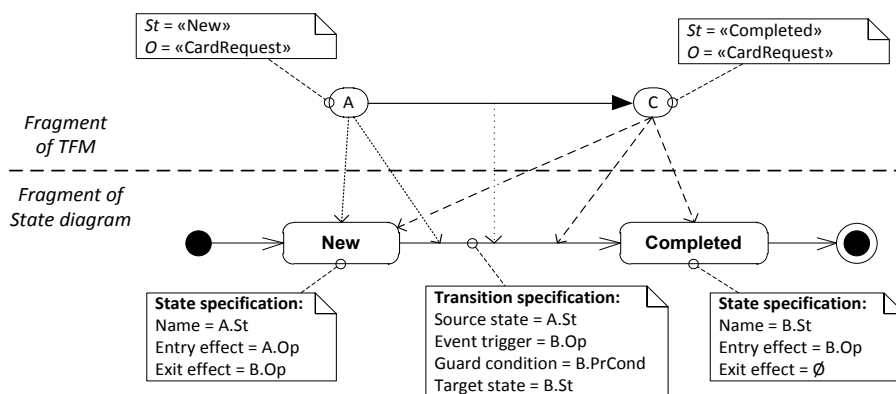 St = «New»
O = «CardRequest»
St = «Completed»
O = «CardRequest»
A
C
Fragment
of TFM
Fragment of
State diagram
New
Completed
State specification:
Name = A.St
Entry effect = A.Op
Exit effect = B.Op
Transition specification:
Source state = A.St
Event trigger = B.Op
Guard condition = B.PrCond
Target state = B.St
State specification:
Name = B.St
Entry effect = B.Op
Exit effect = Ø